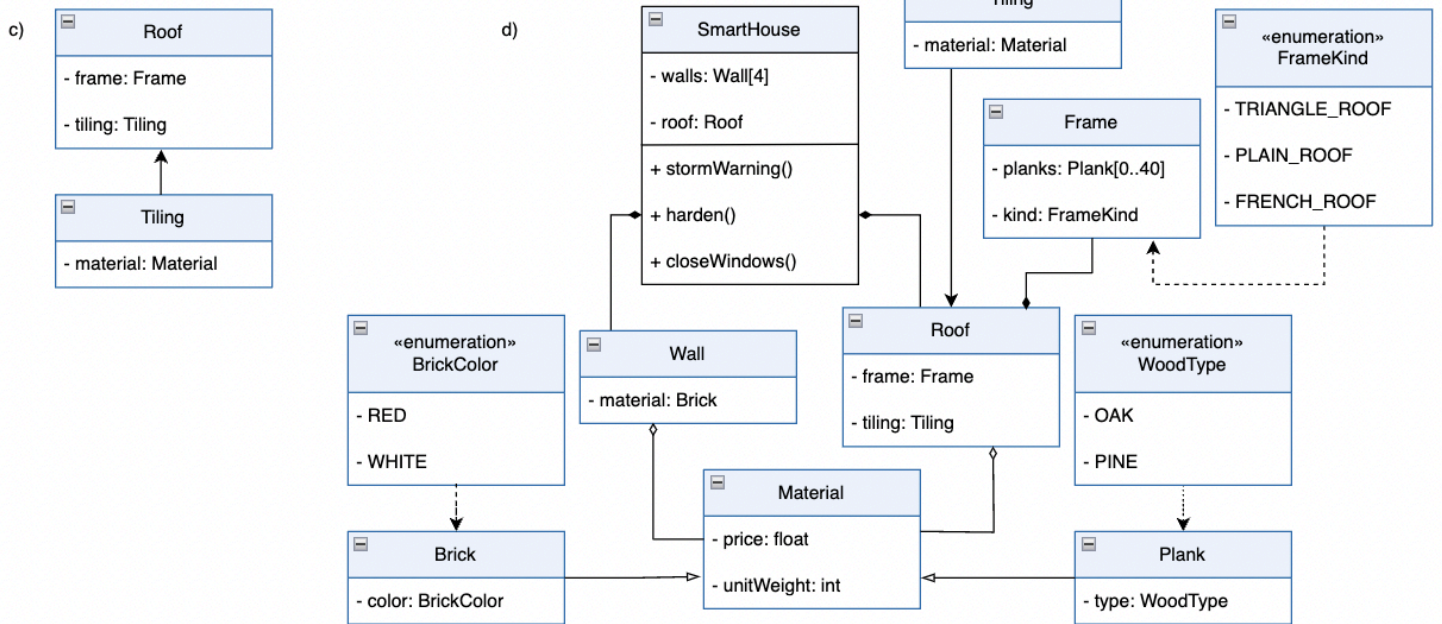 c)
Roof
- frame: Frame
- tiling: Tiling
Tiling
- material: Material
d)
SmartHouse
- walls: Wall[4]
- roof: Roof
+ stormWarning()
+ harden()
+ closeWindows()
Tiling
- material: Material
Frame
- planks: Plank[0..40]
- kind: FrameKind
«enumeration»
FrameKind
- TRIANGLE_ROOF
- PLAIN_ROOF
- FRENCH_ROOF
«enumeration»
BrickColor
- RED
- WHITE
Wall
- material: Brick
Roof
- frame: Frame
- tiling: Tiling
«enumeration»
WoodType
- OAK
- PINE
Material
- price: float
- unitWeight: int
Brick
- color: BrickColor
Plank
- type: WoodType